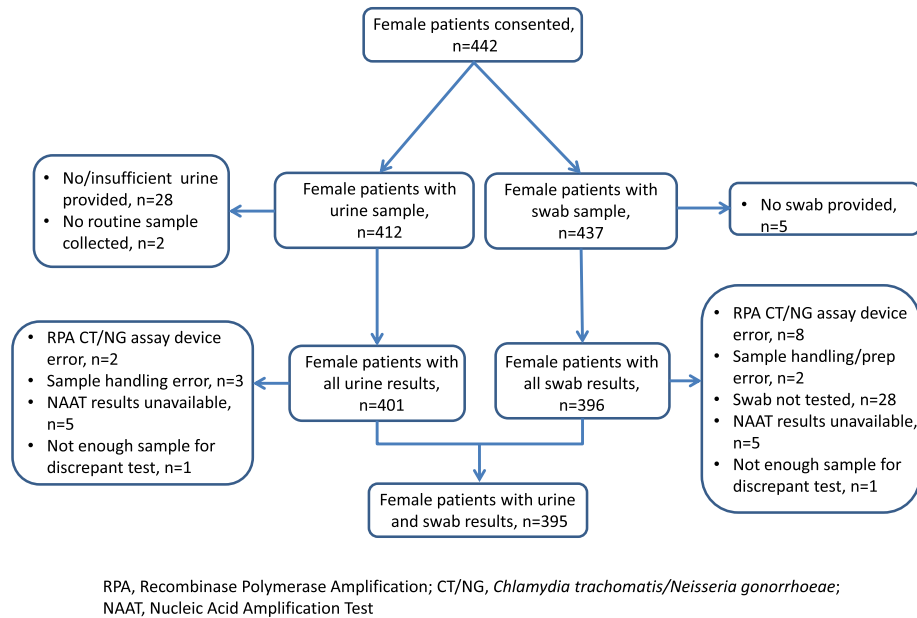 Female patients consented,
n=442
• No/insufficient urine
provided, n=28
• No routine sample
collected, n=2
Female patients with
urine sample,
n=412
Female patients with
swab sample,
n=437
• No swab provided,
n=5
• RPA CT/NG assay device
error, n=2
• Sample handling error, n=3
• NAAT results unavailable,
n=5
• Not enough sample for
discrepant test, n=1
Female patients with
all urine results,
n=401
Female patients with
all swab results,
n=396
• RPA CT/NG assay device
error, n=8
• Sample handling/prep
error, n=2
• Swab not tested, n=28
• NAAT results unavailable,
n=5
• Not enough sample for
discrepant test, n=1
Female patients with urine
and swab results, n=395
RPA, Recombinase Polymerase Amplification; CT/NG, Chlamydia trachomatis/Neisseria gonorrhoeae;
NAAT, Nucleic Acid Amplification Test